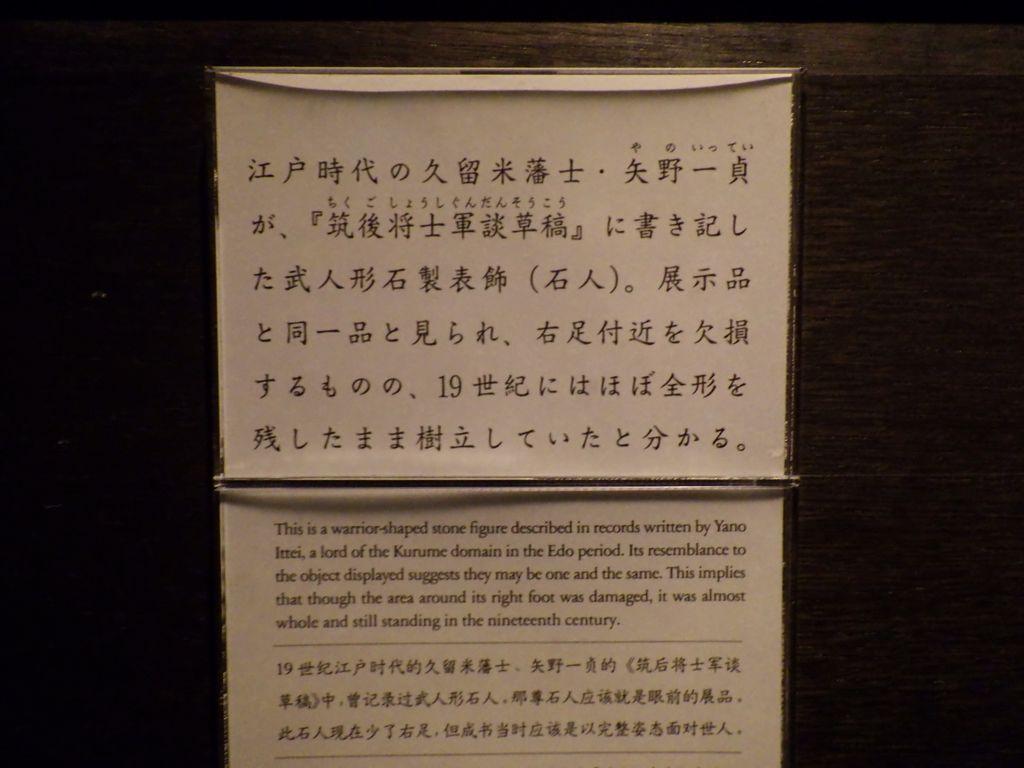 や の いってい
江戸時代の久留米藩士・矢野一貞
ちく ご しょうしぐんだんそうこう
が、『筑後将士軍談草稿』に書き記し
た武人形石製表飾（石人）。展示品
と同一品と見られ、右足付近を欠損
するものの、19世紀にはほぼ全形を
残したまま樹立していたと分かる。
This is a warrior-shaped stone figure described in records written by Yano
Ittei, a lord of the Kurume domain in the Edo period. Its resemblance to
the object displayed suggests they may be one and the same. This implies
that though the area around its right foot was damaged, it was almost
whole and still standing in the nineteenth century.
19世纪江户时代的久留米藩士、矢野一贞的《筑后将士军谈
草稿》中，曾记录过武人形石人。那尊石人应该就是眼前的展品。
此石人现在少了右足，但成书当时应该是以完整姿态面对世人。